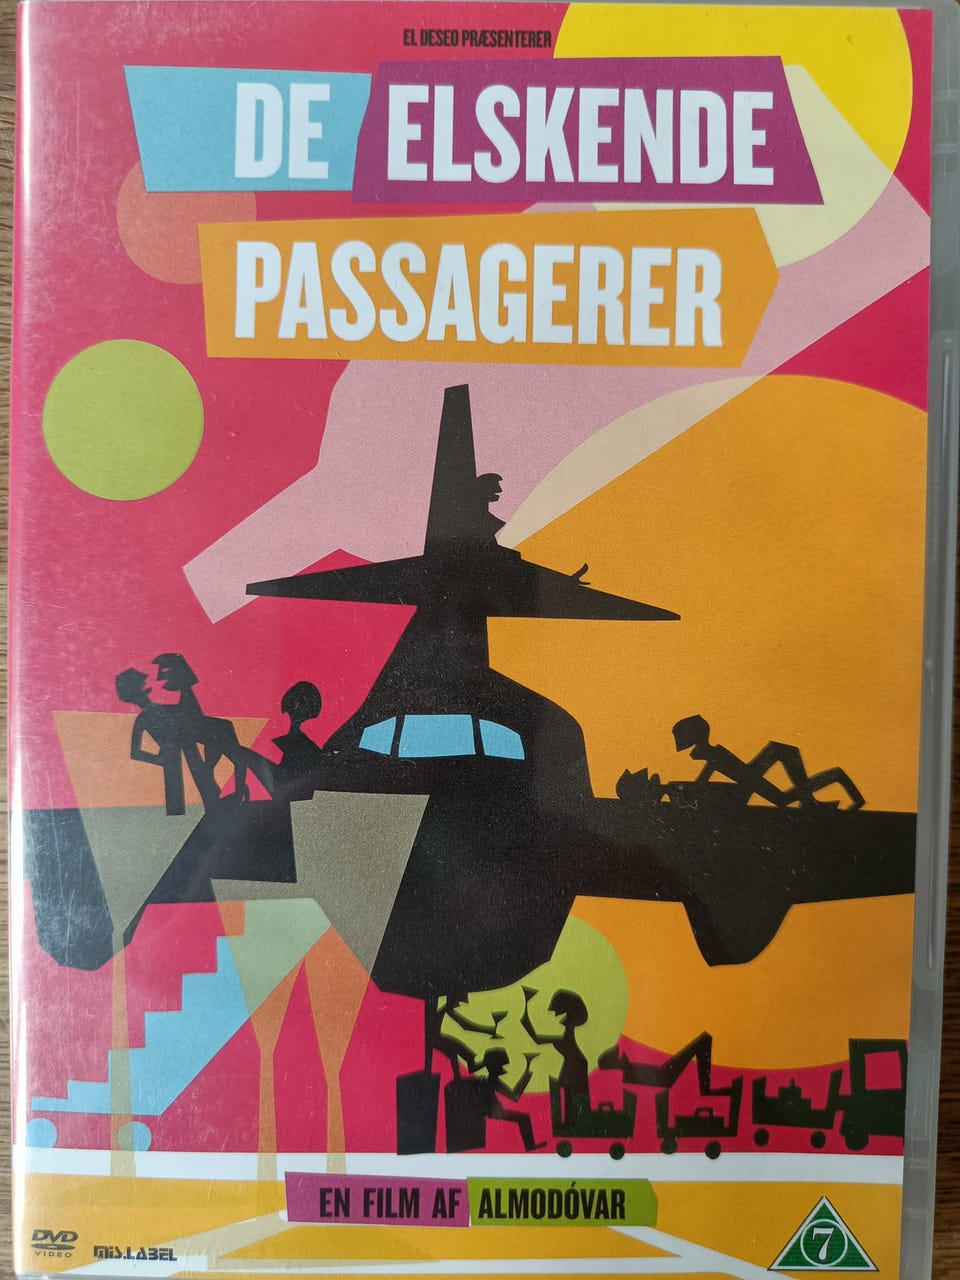 EL DESEO PRÆSENTERER
DE ELSKENDE
PASSAGERER
EN FILM AF ALMODÓVAR
DVD
VIDEO
MIS.LABEL
7